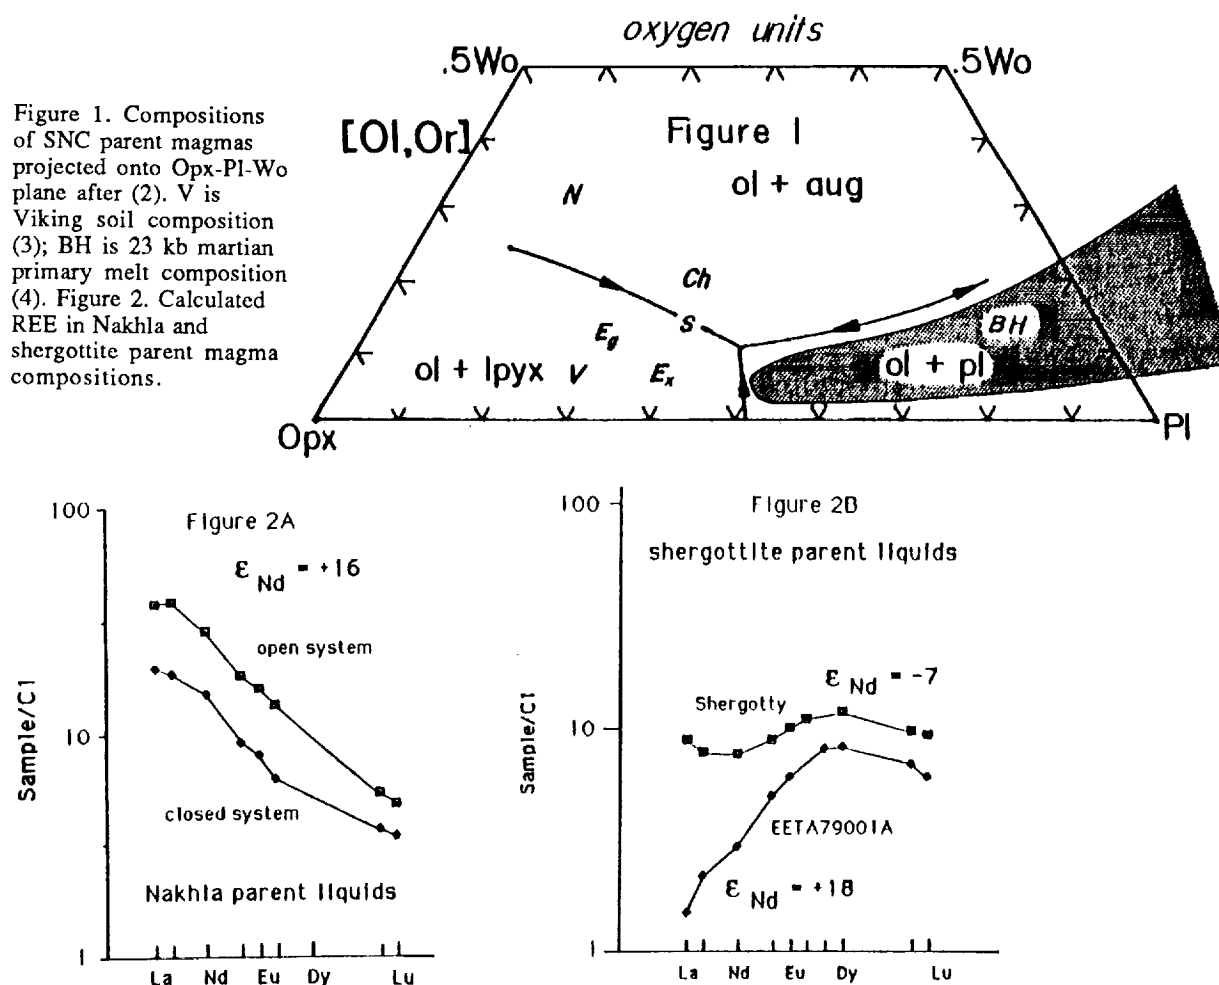 oxygen units
.5Wo
.5Wo
Figure 1. Compositions
of SNC parent magmas
projected onto Opx-Pl-Wo
plane after (2). V is
Viking soil composition
(3); BH is 23 kb martian
primary melt composition
(4). Figure 2. Calculated
REE in Nakhla and
shergottite parent magma
compositions.
[Ol,Or]
Figure 1
ol + aug
N
Ch
S
Eg
BH
ol + lpyx
V
Ex
ol + pl
Opx
Pl
Figure 2A
εNd = +16
open system
closed system
Nakhla parent liquids
100
10
1
Sample/C1
La
Nd
Eu
Dy
Lu
Figure 2B
shergottite parent liquids
εNd = -7
Shergotty
EETA79001A
εNd = +18
100
10
1
Sample/C1
La
Nd
Eu
Dy
Lu